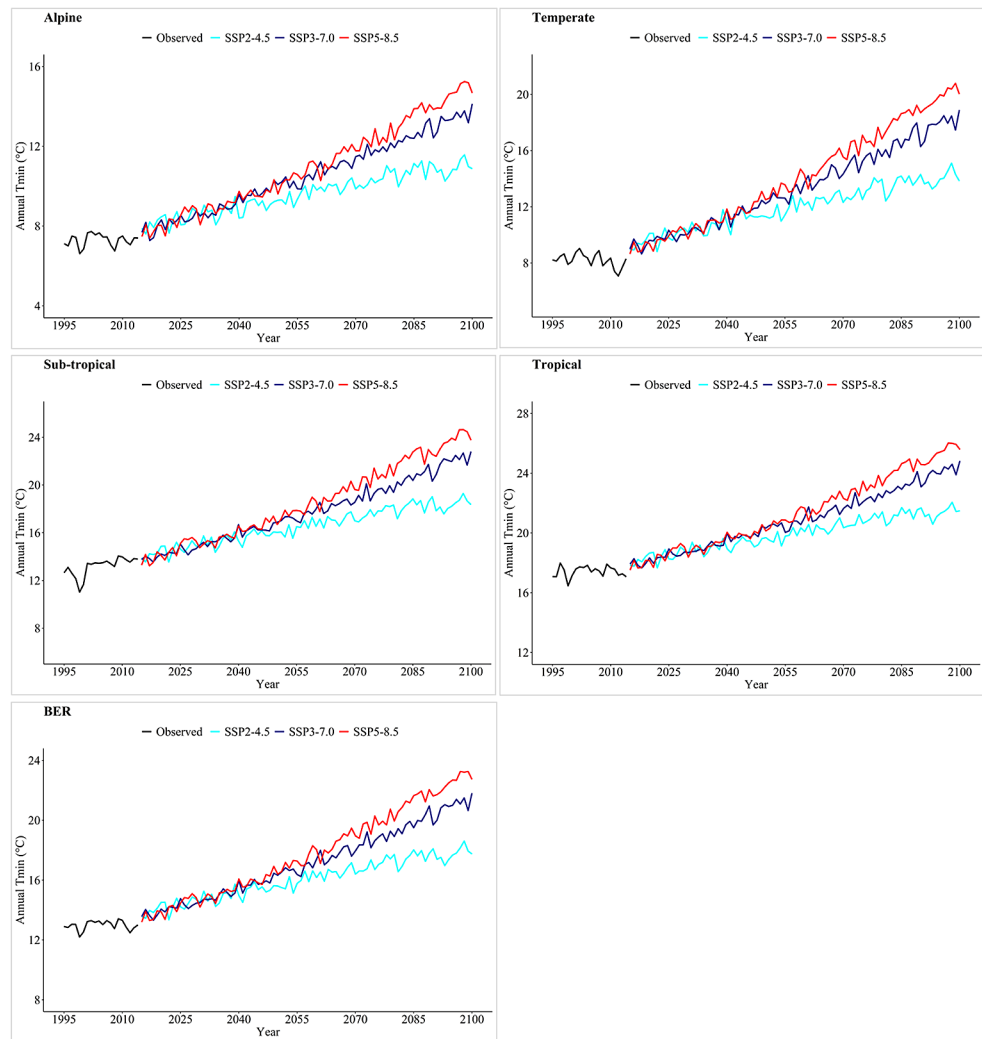 Alpine
Observed SSP2-4.5 SSP3-7.0 SSP5-8.5
Annual Tmin (°C)
16
12
8
4
1995 2010 2025 2040 2055 2070 2085 2100
Year
Temperate
Observed SSP2-4.5 SSP3-7.0 SSP5-8.5
Annual Tmin (°C)
20
16
12
8
1995 2010 2025 2040 2055 2070 2085 2100
Year
Sub-tropical
Observed SSP2-4.5 SSP3-7.0 SSP5-8.5
Annual Tmin (°C)
24
20
16
12
8
1995 2010 2025 2040 2055 2070 2085 2100
Year
Tropical
Observed SSP2-4.5 SSP3-7.0 SSP5-8.5
Annual Tmin (°C)
28
24
20
16
12
1995 2010 2025 2040 2055 2070 2085 2100
Year
BER
Observed SSP2-4.5 SSP3-7.0 SSP5-8.5
Annual Tmin (°C)
24
20
16
12
8
1995 2010 2025 2040 2055 2070 2085 2100
Year